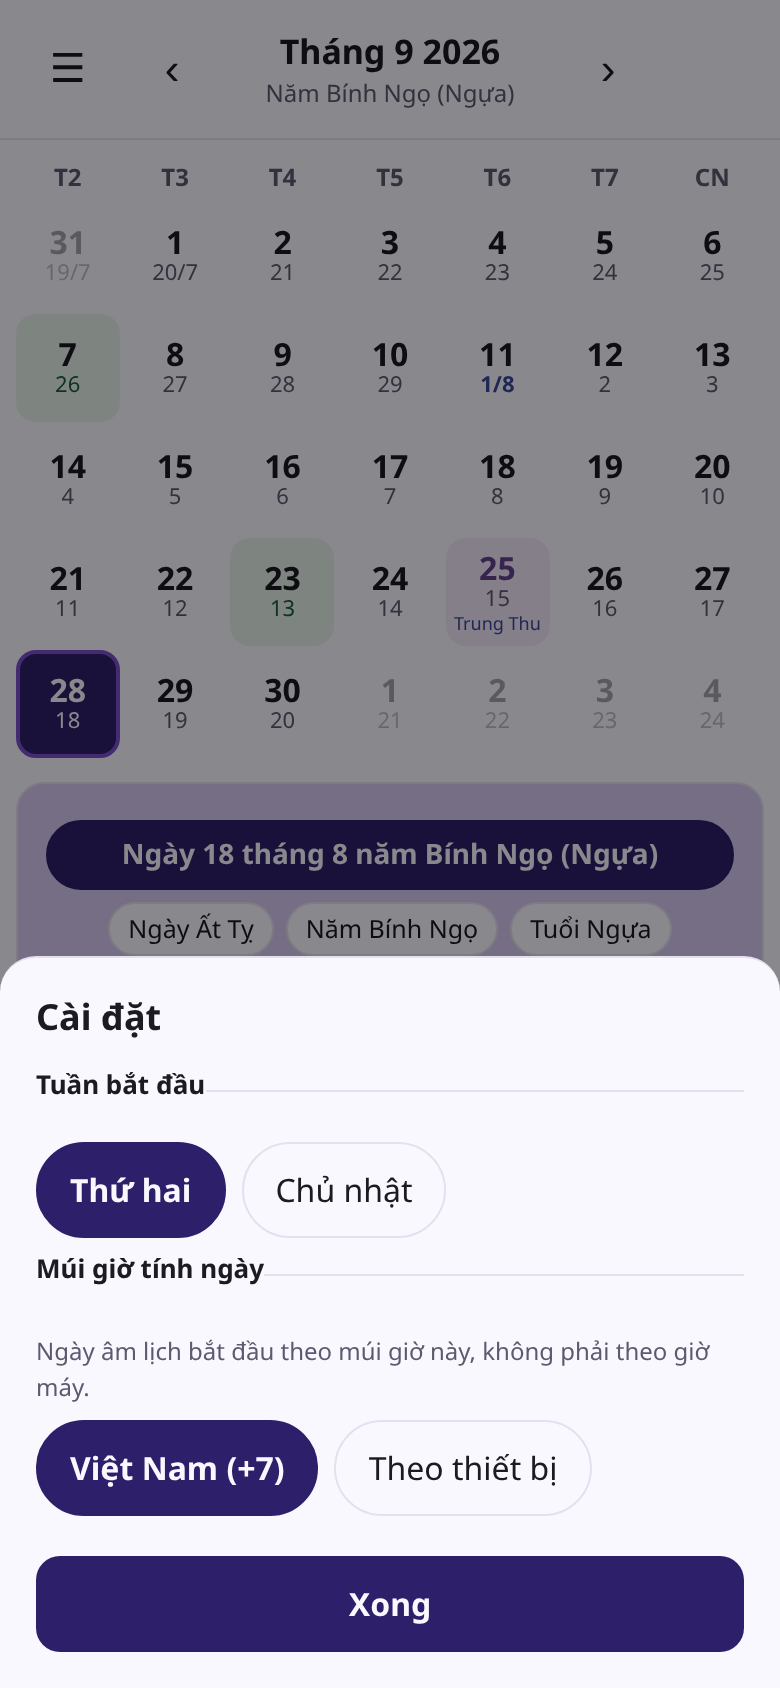 ☰ ‹ Tháng 9 2026 ›
Năm Bính Ngọ (Ngựa)
T2 T3 T4 T5 T6 T7 CN
31 1 2 3 4 5 6
19/7 20/7 21 22 23 24 25
7 8 9 10 11 12 13
26 27 28 29 1/8 2 3
14 15 16 17 18 19 20
4 5 6 7 8 9 10
21 22 23 24 25 26 27
11 12 13 14 15 16 17
Trung Thu
28 29 30 1 2 3 4
18 19 20 21 22 23 24
Ngày 18 tháng 8 năm Bính Ngọ (Ngựa)
Ngày Ất Tỵ Năm Bính Ngọ Tuổi Ngựa
Cài đặt
Tuần bắt đầu
Thứ hai Chủ nhật
Múi giờ tính ngày
Ngày âm lịch bắt đầu theo múi giờ này, không phải theo giờ
máy.
Việt Nam (+7) Theo thiết bị
Xong